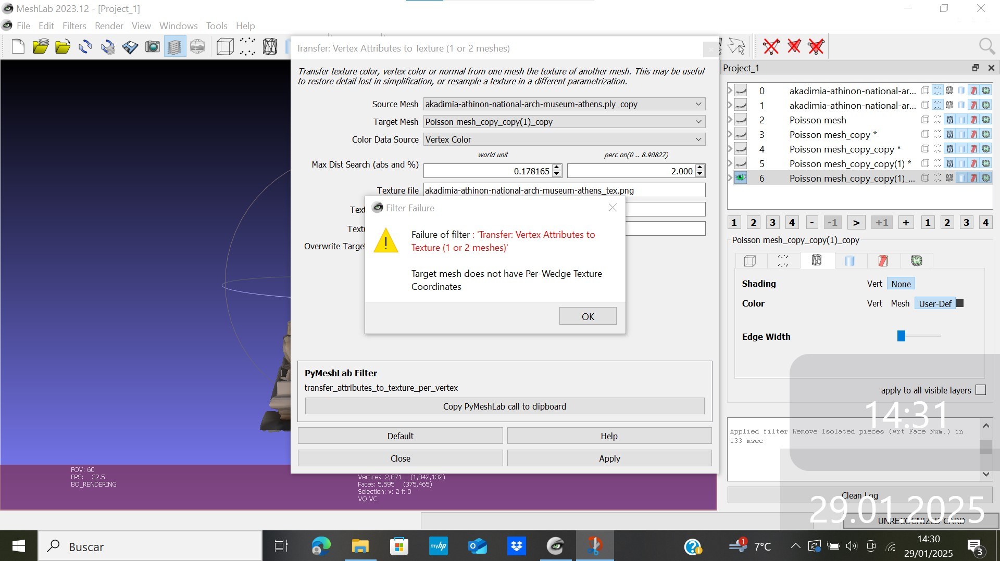 MeshLab 2023.12 - [Project_1]
File Edit Filters Render View Windows Tools Help
Transfer: Vertex Attributes to Texture (1 or 2 meshes)
Transfer texture color, vertex color or normal from one mesh the texture of another mesh. This may be useful
to restore detail lost in simplification, or resample a texture in a different parametrization.
Source Mesh akadimia-athinon-national-arch-museum-athens.ply_copy
Target Mesh Poisson mesh_copy_copy(1)_copy
Color Data Source Vertex Color
world unit perc on(0 .. 8.90827)
Max Dist Search (abs and %) 0.178165 2.000
Texture file akadimia-athinon-national-arch-museum-athens_tex.png
Overwrite Target
Filter Failure
Failure of filter : 'Transfer: Vertex Attributes to
Texture (1 or 2 meshes)'
Target mesh does not have Per-Wedge Texture
Coordinates
OK
PyMeshLab Filter
transfer_attributes_to_texture_per_vertex
Copy PyMeshLab call to clipboard
Default Help
Close Apply
FOV: 60
FPS: 32.5
BO_RENDERING
Vertices: 2,871 (1,842,132)
Faces: 5,595 (375,465)
Selection: v: 2 f: 0
VQ VC
Project_1
0 akadimia-athinon-national-ar...
1 akadimia-athinon-national-ar...
2 Poisson mesh
3 Poisson mesh_copy *
4 Poisson mesh_copy_copy *
5 Poisson mesh_copy_copy(1) *
6 Poisson mesh_copy_copy(1)_...
1 2 3 4 - -1 > +1 + 1 2 3 4
Poisson mesh_copy_copy(1)_copy
Shading Vert None
Color Vert Mesh User-Def
Edge Width
apply to all visible layers
14:31
Applied filter Remove Isolated pieces (wrt Face Num.) in
133 msec
Clean Log
29.01.2025
UNRECOGNIZED CARD
Buscar
myhp
1
7°C
14:30
29/01/2025
3